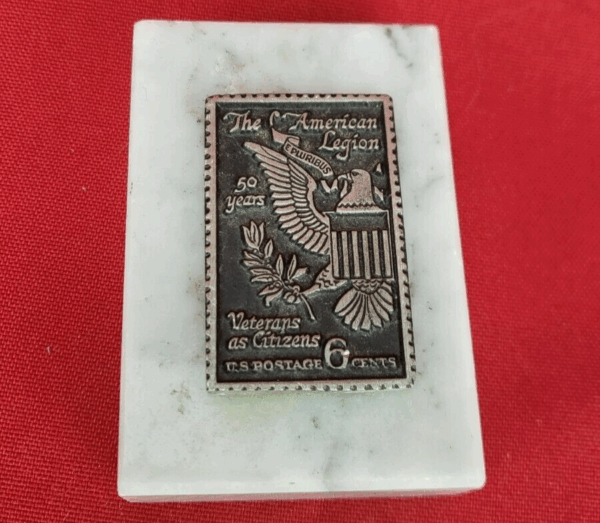 The American
Legion
E PLURIBUS
50
years
Veterans
as Citizens
U.S. POSTAGE 6 CENTS